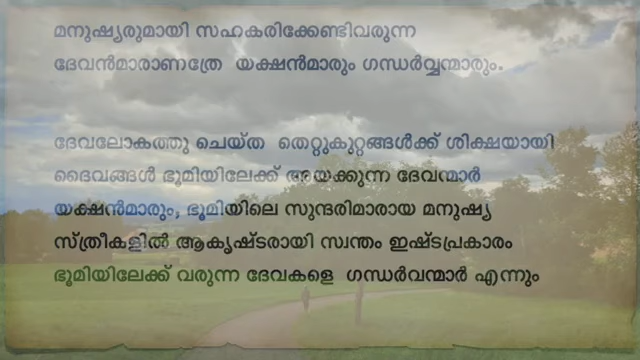 മനുഷ്യരുമായി സഹകരിക്കേണ്ടിവരുന്ന
ദേവൻമാരാണത്രേ യക്ഷൻമാരും ഗന്ധർവ്വന്മാരും.
ദേവലോകത്തു ചെയ്ത തെറ്റുകുറ്റങ്ങൾക്ക് ശിക്ഷയായി
ദൈവങ്ങൾ ഭൂമിയിലേക്ക് അയക്കുന്ന ദേവന്മാർ
യക്ഷൻമാരും, ഭൂമിയിലെ സുന്ദരിമാരായ മനുഷ്യ
സ്ത്രീകളിൽ ആകൃഷ്ടരായി സ്വന്തം ഇഷ്ടപ്രകാരം
ഭൂമിയിലേക്ക് വരുന്ന ദേവകളെ ഗന്ധർവന്മാർ എന്നും